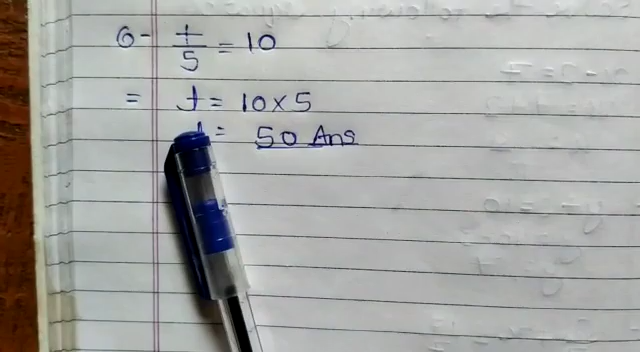 6- t/5 = 10
= t = 10 × 5
t = 50 Ans